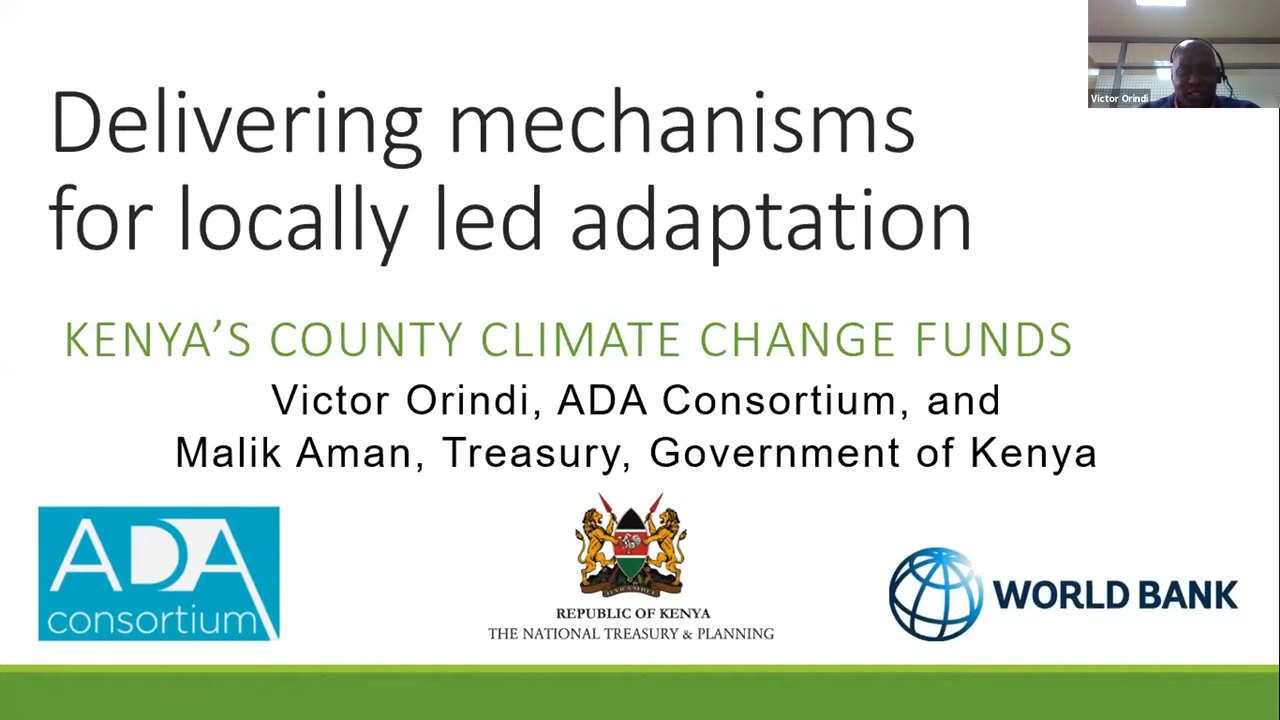 Victor Orindi
Delivering mechanisms
for locally led adaptation
KENYA'S COUNTY CLIMATE CHANGE FUNDS
Victor Orindi, ADA Consortium, and
Malik Aman, Treasury, Government of Kenya
ADA
consortium
HARAMBEE
REPUBLIC OF KENYA
THE NATIONAL TREASURY & PLANNING
WORLD BANK